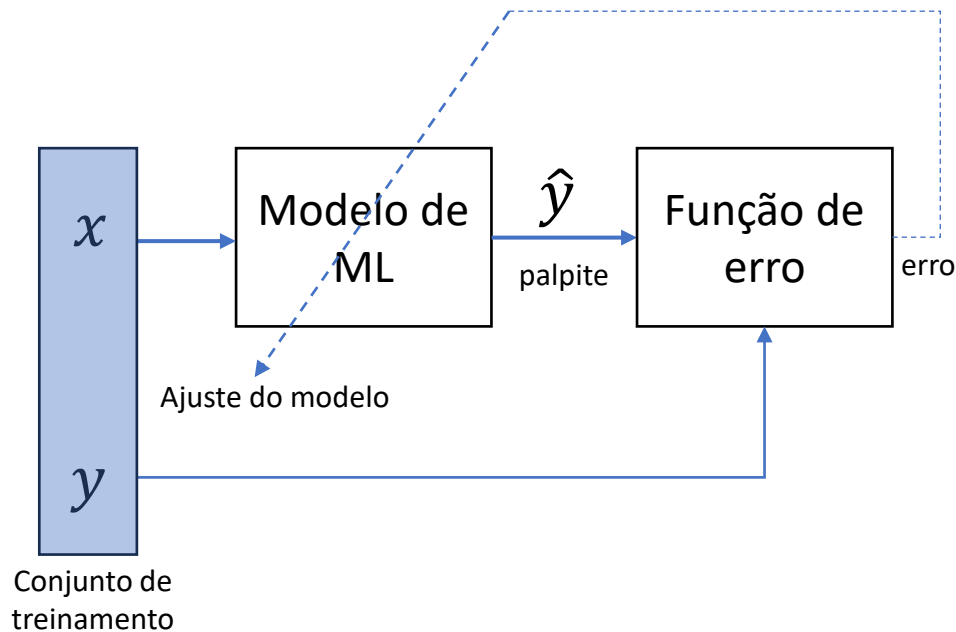 x
Modelo de
ML
ŷ
palpite
Função de
erro
erro
Ajuste do modelo
y
Conjunto de
treinamento